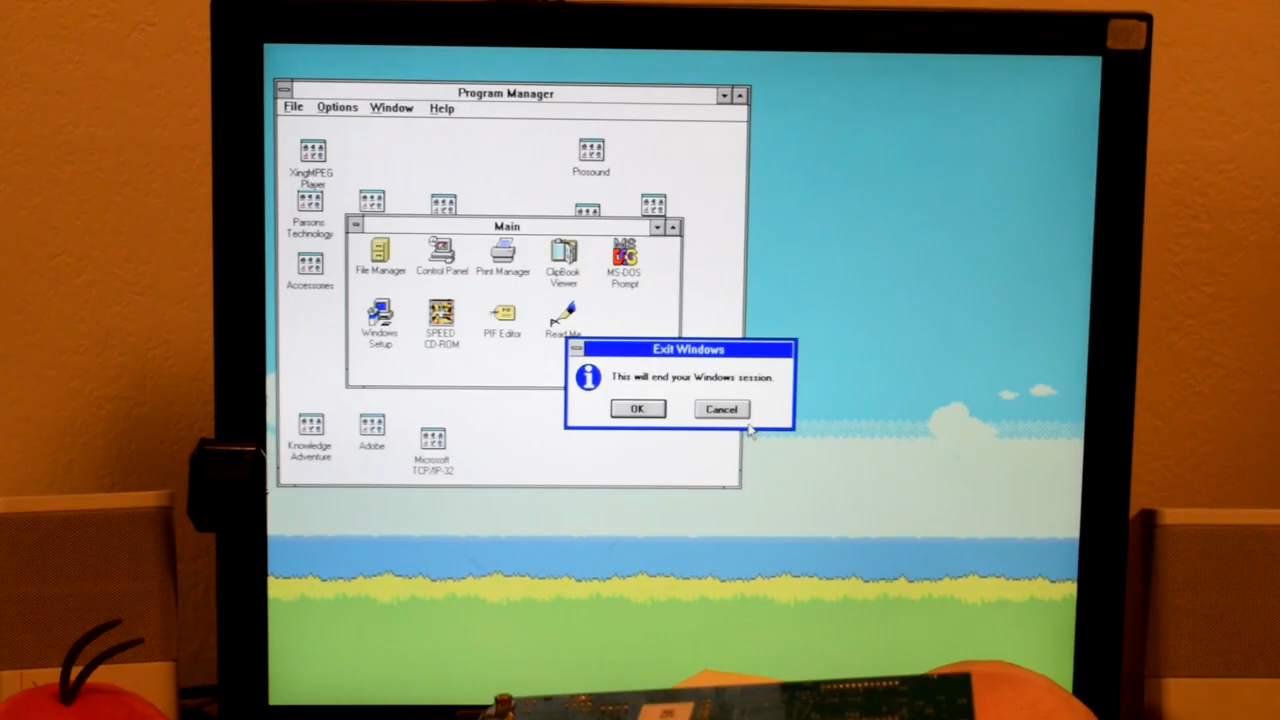 Program Manager
File Options Window Help
XingMPEG
Player
Prosound
Parsons
Technology
Accessories
Main
File Manager
Control Panel
Print Manager
ClipBook
Viewer
MS-DOS
Prompt
Windows
Setup
SPEED
CD-ROM
PIF Editor
Read Me
Exit Windows
This will end your Windows session.
OK
Cancel
Knowledge
Adventure
Adobe
Microsoft
TCP/IP-32